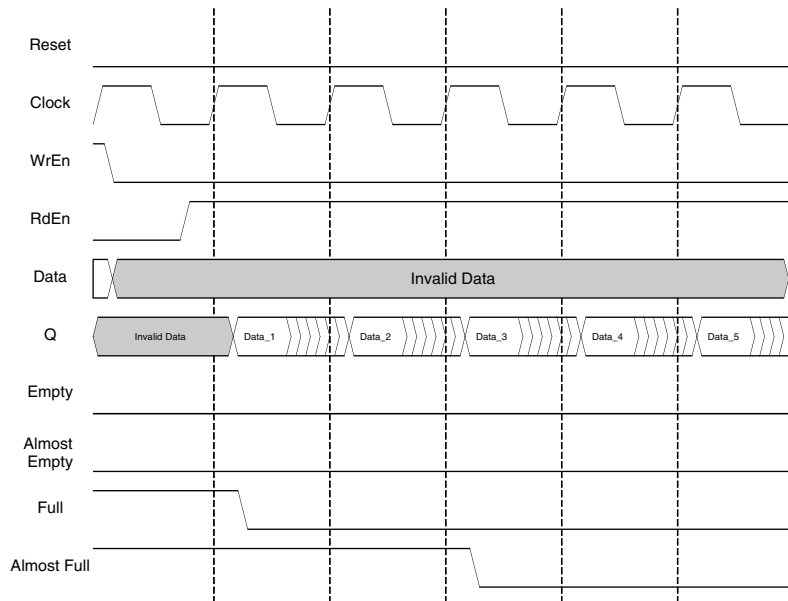 Reset
Clock
WrEn
RdEn
Data
Invalid Data
Q
Invalid Data
Data_1
Data_2
Data_3
Data_4
Data_5
Empty
Almost
Empty
Full
Almost Full